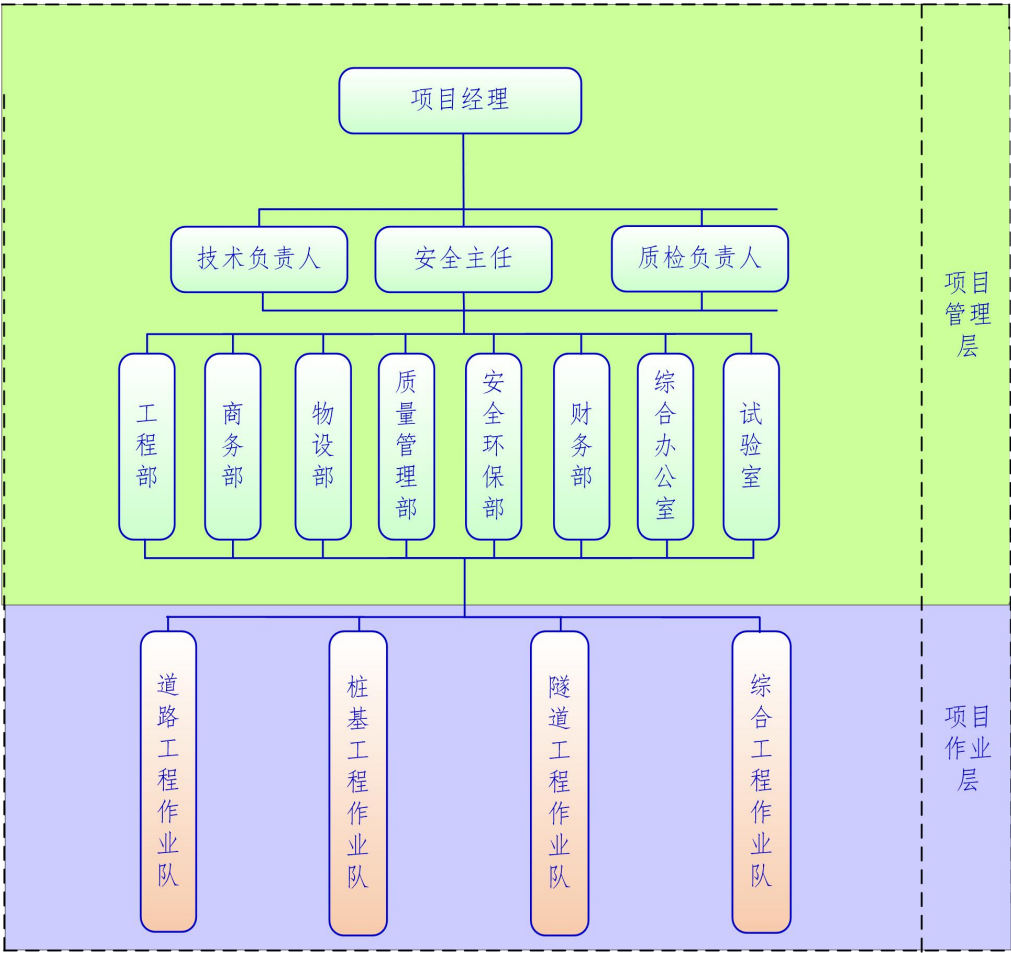 项目经理
技术负责人
安全主任
质检负责人
项目
管理
层
工程部
商务部
物设部
质量管理部
安全环保部
财务部
综合办公室
试验室
道路工程作业队
桩基工程作业队
隧道工程作业队
综合工程作业队
项目
作业
层